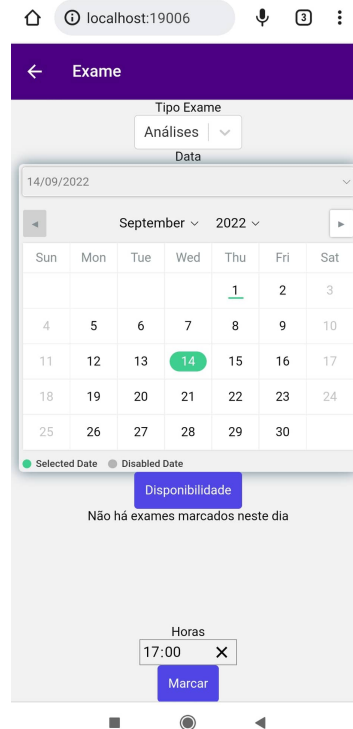 localhost:19006
3
Exame
Tipo Exame
Análises
Data
14/09/2022
September 2022
Sun Mon Tue Wed Thu Fri Sat
1 2 3
4 5 6 7 8 9 10
11 12 13 14 15 16 17
18 19 20 21 22 23 24
25 26 27 28 29 30
Selected Date Disabled Date
Disponibilidade
Não há exames marcados neste dia
Horas
17:00
Marcar